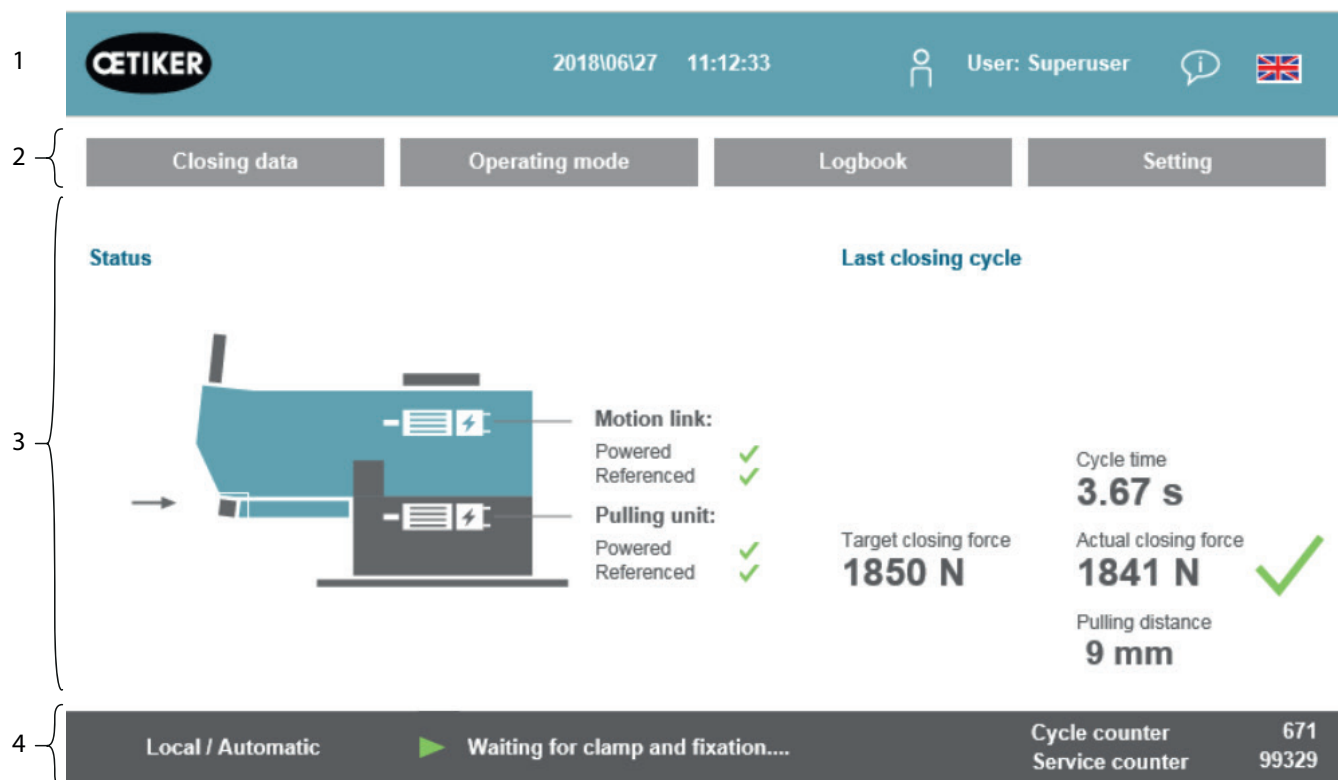 1
ŒTIKER
2018\06\27 11:12:33
User: Superuser
i
2
Closing data
Operating mode
Logbook
Setting
3
Status
Last closing cycle
Motion link:
Powered
Referenced
Pulling unit:
Powered
Referenced
Cycle time
3.67 s
Target closing force
1850 N
Actual closing force
1841 N
Pulling distance
9 mm
4
Local / Automatic
Waiting for clamp and fixation....
Cycle counter 671
Service counter 99329